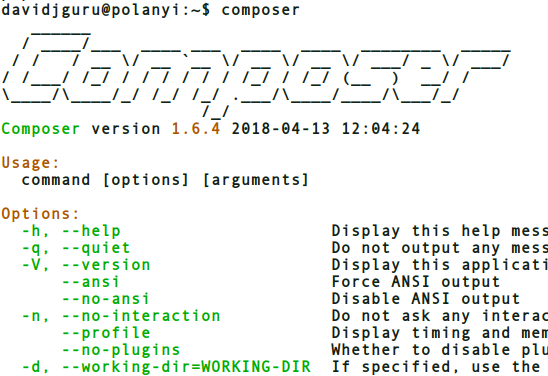 davidjguru@polanyi:~$ composer
Composer
Composer version 1.6.4 2018-04-13 12:04:24
Usage:
command [options] [arguments]
Options:
-h, --help Display this help mess
-q, --quiet Do not output any mess
-V, --version Display this applicati
--ansi Force ANSI output
--no-ansi Disable ANSI output
-n, --no-interaction Do not ask any interac
--profile Display timing and mem
--no-plugins Whether to disable plu
-d, --working-dir=WORKING-DIR If specified, use the